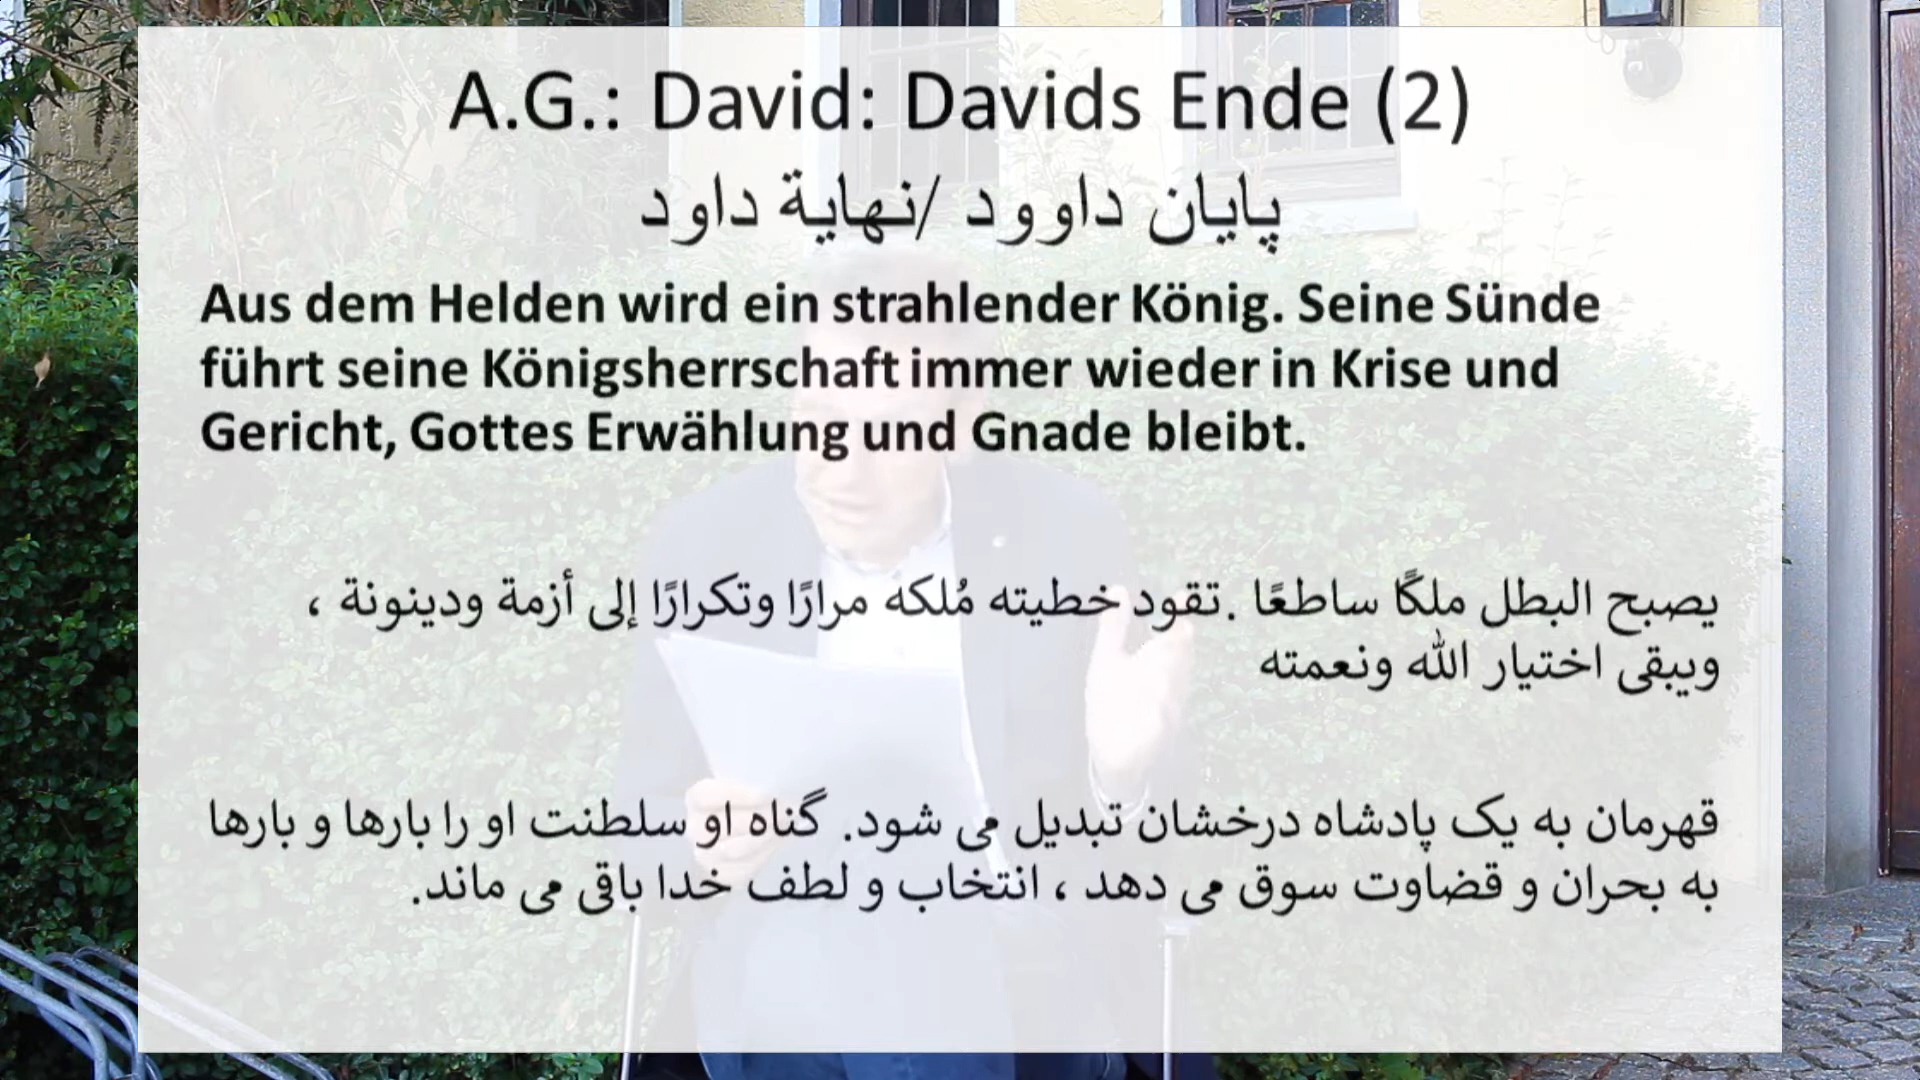 A.G.: David: Davids Ende (2)
پایان داوود /نهاية داود
Aus dem Helden wird ein strahlender König. Seine Sünde
führt seine Königsherrschaft immer wieder in Krise und
Gericht, Gottes Erwählung und Gnade bleibt.
يصبح البطل ملكًا ساطعًا .تقود خطيته مُلكه مرارًا وتكرارًا إلى أزمة ودينونة ،
ويبقى اختيار الله ونعمته
قهرمان به یک پادشاه درخشان تبدیل می شود. گناه او سلطنت او را بارها و بارها
به بحران و قضاوت سوق می دهد ، انتخاب و لطف خدا باقی می ماند.